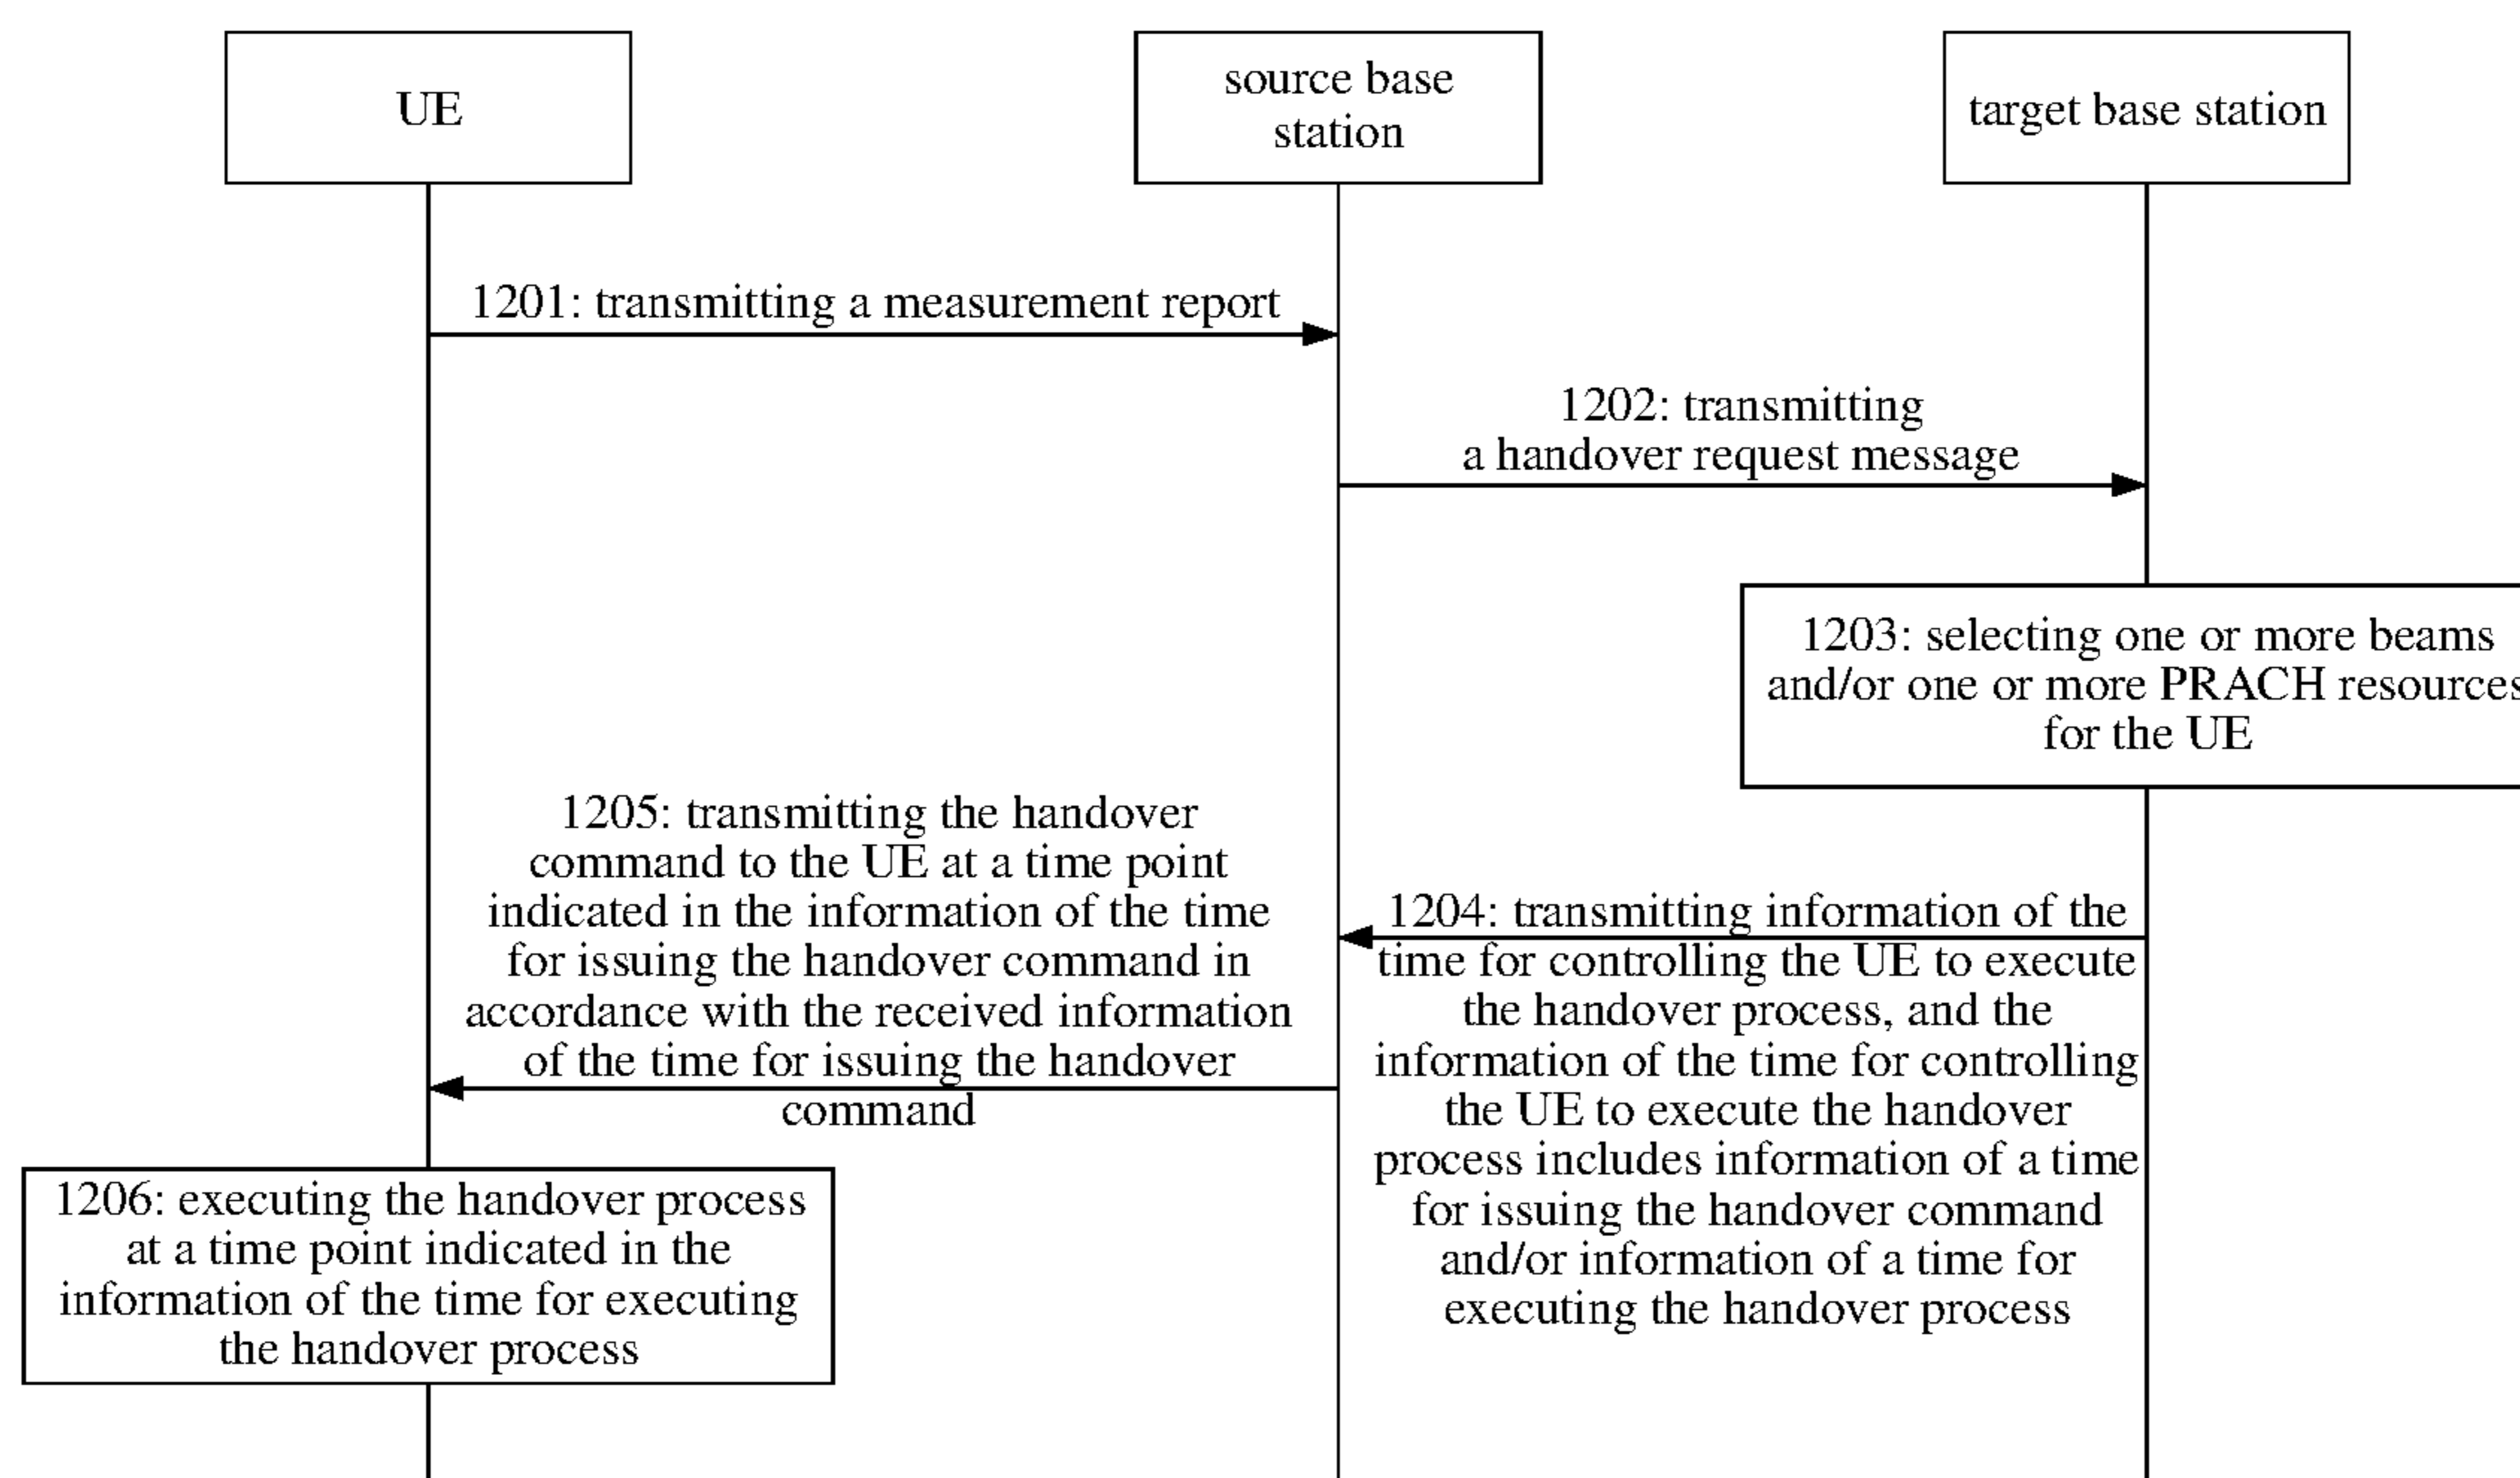 UE
source base
station
target base station
1201: transmitting a measurement report
1202: transmitting
a handover request message
1203: selecting one or more beams
and/or one or more PRACH resources
for the UE
1204: transmitting information of the
time for controlling the UE to execute
the handover process, and the
information of the time for controlling
the UE to execute the handover
process includes information of a time
for issuing the handover command
and/or information of a time for
executing the handover process
1205: transmitting the handover
command to the UE at a time point
indicated in the information of the time
for issuing the handover command in
accordance with the received information
of the time for issuing the handover
command
1206: executing the handover process
at a time point indicated in the
information of the time for executing
the handover process